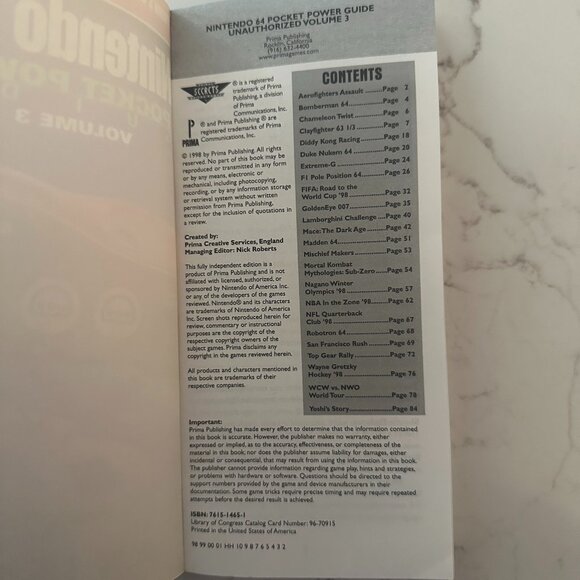 NINTENDO 64 POCKET POWER GUIDE
UNAUTHORIZED VOLUME 3
Prima Publishing
Rocklin, California
(916) 632-4400
www.primagames.com
SECRETS
® is a registered
trademark of Prima
Publishing, a division
of Prima
Communications, Inc.
P
PRIMA
® and Prima Publishing ® are
registered trademarks of Prima
Communications, Inc.
© 1998 by Prima Publishing. All rights
reserved. No part of this book may be
reproduced or transmitted in any form
or by any means, electronic or
mechanical, including photocopying,
recording, or by any information storage
or retrieval system without written
permission from Prima Publishing,
except for the inclusion of quotations in
a review.
Created by:
Prima Creative Services, England
Managing Editor: Nick Roberts
This fully independent edition is a
product of Prima Publishing and is not
affiliated with, licensed, authorized, or
sponsored by Nintendo of America Inc.
or any of the developers of the games
reviewed. Nintendo® and its characters
are trademarks of Nintendo of America
Inc. Screen shots reproduced herein for
review, commentary or instructional
purposes are the copyright of the
respective copyright owners of the
subject games. Prima disclaims any
copyright in the games reviewed herein.
All products and characters mentioned in
this book are trademarks of their
respective companies.
CONTENTS
Aerofighters Assault .......Page 2
Bomberman 64..............Page 4
Chameleon Twist............Page 6
Clayfighter 63 1/3 ..........Page 7
Diddy Kong Racing ........Page 18
Duke Nukem 64 ............Page 20
Extreme-G ....................Page 24
F1 Pole Position 64........Page 26
FIFA: Road to the
World Cup '98 ..............Page 32
GoldenEye 007..............Page 35
Lamborghini Challenge ..Page 40
Mace: The Dark Age ......Page 42
Madden 64....................Page 51
Mischief Makers ............Page 53
Mortal Kombat
Mythologies: Sub-Zero ....Page 54
Nagano Winter
Olympics '98 ................Page 57
NBA In the Zone '98......Page 62
NFL Quarterback
Club '98 ......................Page 67
Robotron 64 ................Page 68
San Francisco Rush ......Page 69
Top Gear Rally ............Page 72
Wayne Gretzky
Hockey '98 ..................Page 76
WCW vs. NWO
World Tour..................Page 78
Yoshi's Story................Page 84
Important:
Prima Publishing has made every effort to determine that the information contained
in this book is accurate. However, the publisher makes no warranty, either
expressed or implied, as to the accuracy, effectiveness, or completeness of the
material in this book; nor does the publisher assume liability for damages, either
incidental or consequential, that may result from using the information in this book.
The publisher cannot provide information regarding game play, hints and strategies,
or problems with hardware or software. Questions should be directed to the
support numbers provided by the game and device manufacturers in their
documentation. Some game tricks require precise timing and may require repeated
attempts before the desired result is achieved.
ISBN: 7615-1465-1
Library of Congress Catalog Card Number: 96-70915
Printed in the United States of America
98 99 00 01 HH 10 9 8 7 6 5 4 3 2